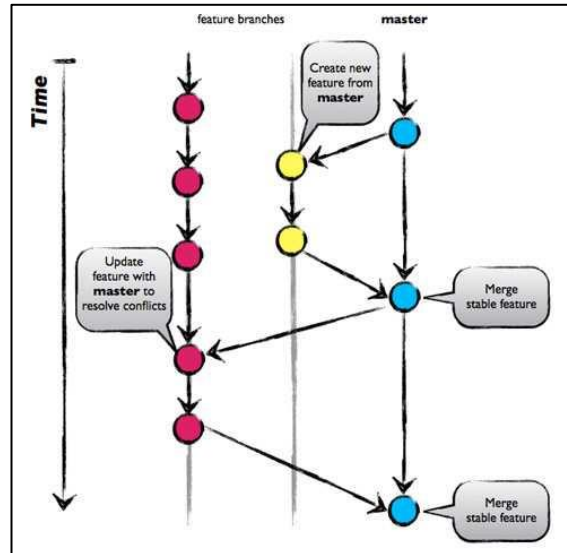 feature branches
master
Time
Create new
feature from
master
Update
feature with
master to
resolve conflicts
Merge
stable feature
Merge
stable feature